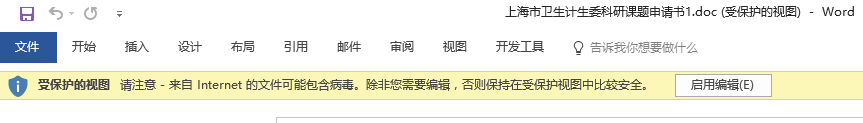 上海市卫生计生委科研课题申请书1.doc (受保护的视图) - Word
文件 开始 插入 设计 布局 引用 邮件 审阅 视图 开发工具 告诉我你想要做什么
受保护的视图 请注意 - 来自 Internet 的文件可能包含病毒。除非您需要编辑，否则保持在受保护视图中比较安全。 启用编辑(E)